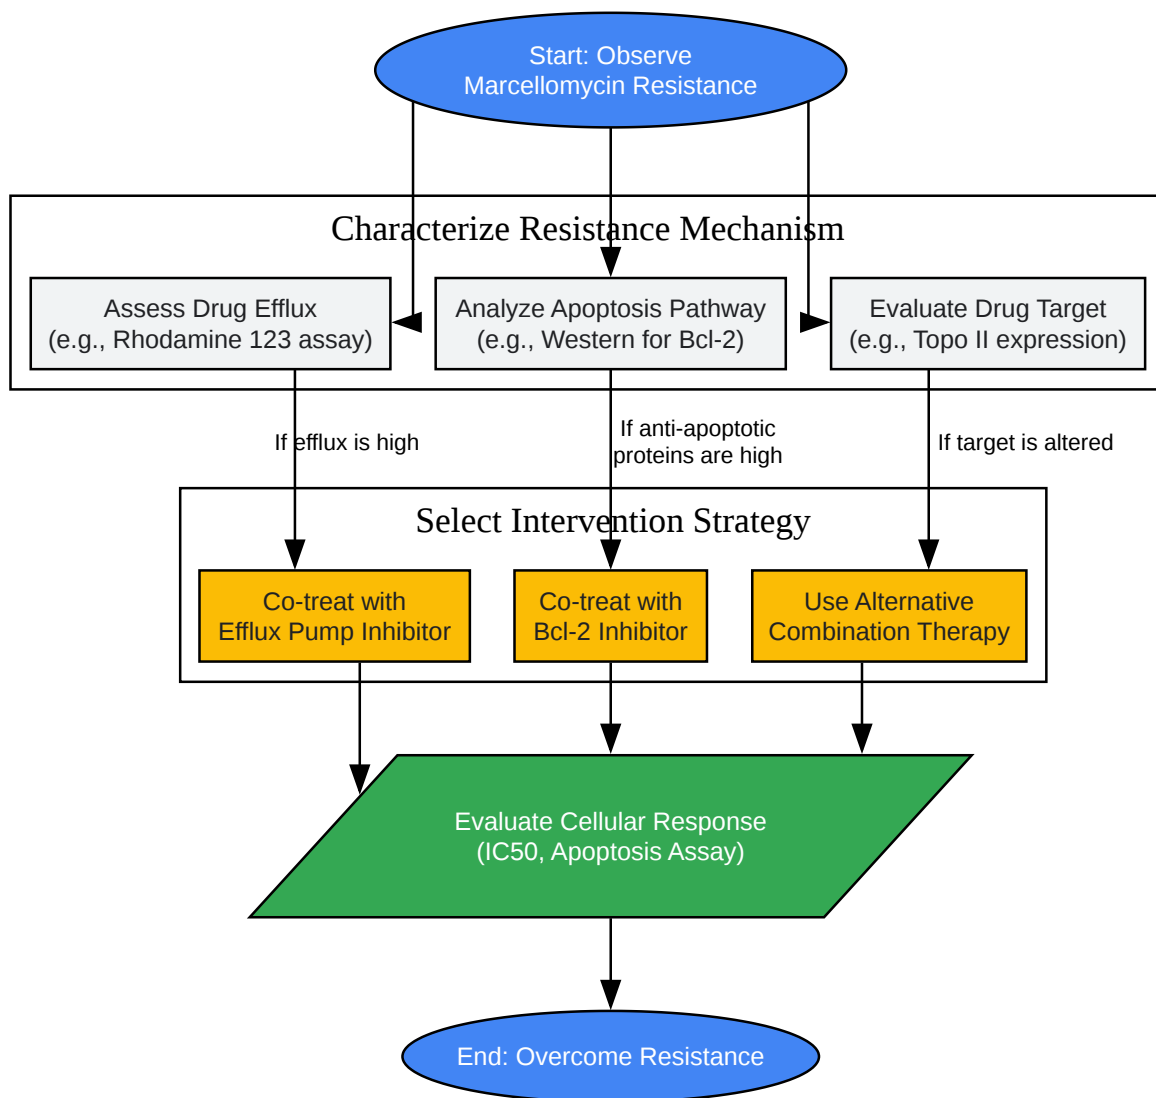 Start: Observe
Marcellomycin Resistance
Characterize Resistance Mechanism
Assess Drug Efflux
(e.g., Rhodamine 123 assay)
Analyze Apoptosis Pathway
(e.g., Western for Bcl-2)
Evaluate Drug Target
(e.g., Topo II expression)
If efflux is high
If anti-apoptotic
proteins are high
If target is altered
Select Intervention Strategy
Co-treat with
Efflux Pump Inhibitor
Co-treat with
Bcl-2 Inhibitor
Use Alternative
Combination Therapy
Evaluate Cellular Response
(IC50, Apoptosis Assay)
End: Overcome Resistance